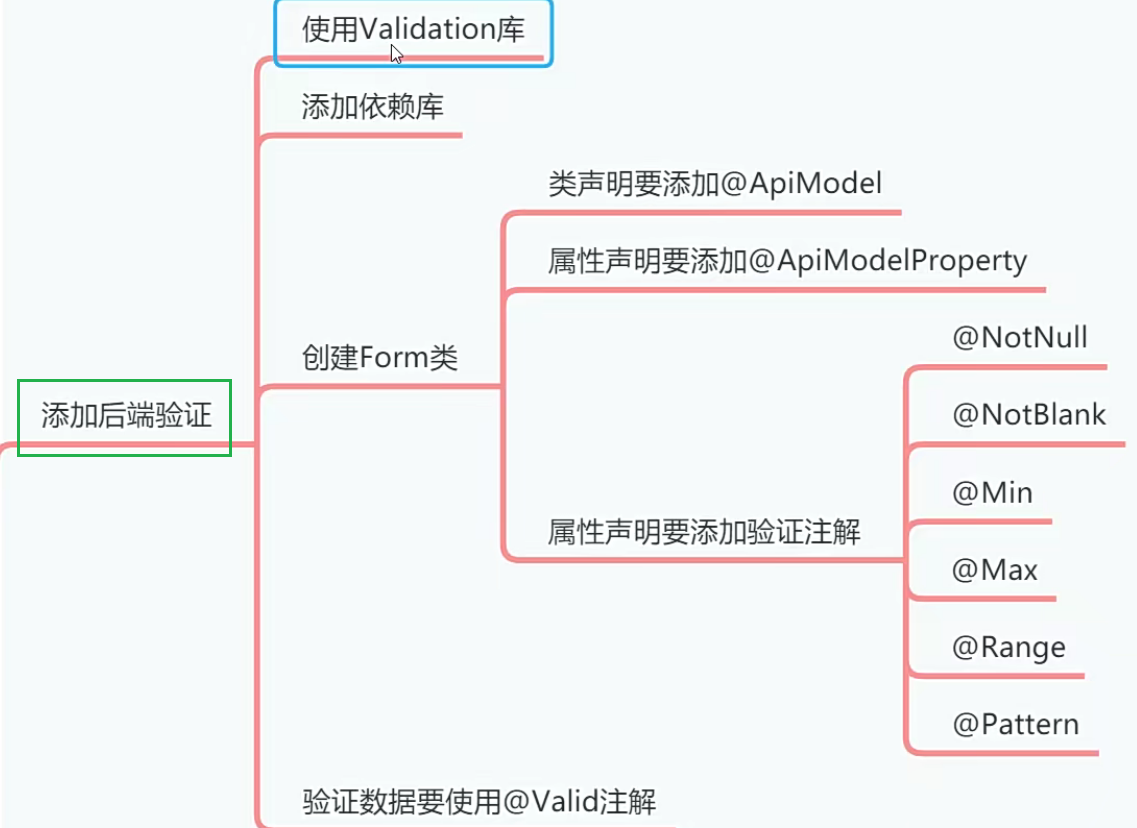 使用Validation库
添加依赖库
类声明要添加@ApiModel
属性声明要添加@ApiModelProperty
@NotNull
创建Form类
添加后端验证
@NotBlank
@Min
属性声明要添加验证注解
@Max
@Range
@Pattern
验证数据要使用@Valid注解